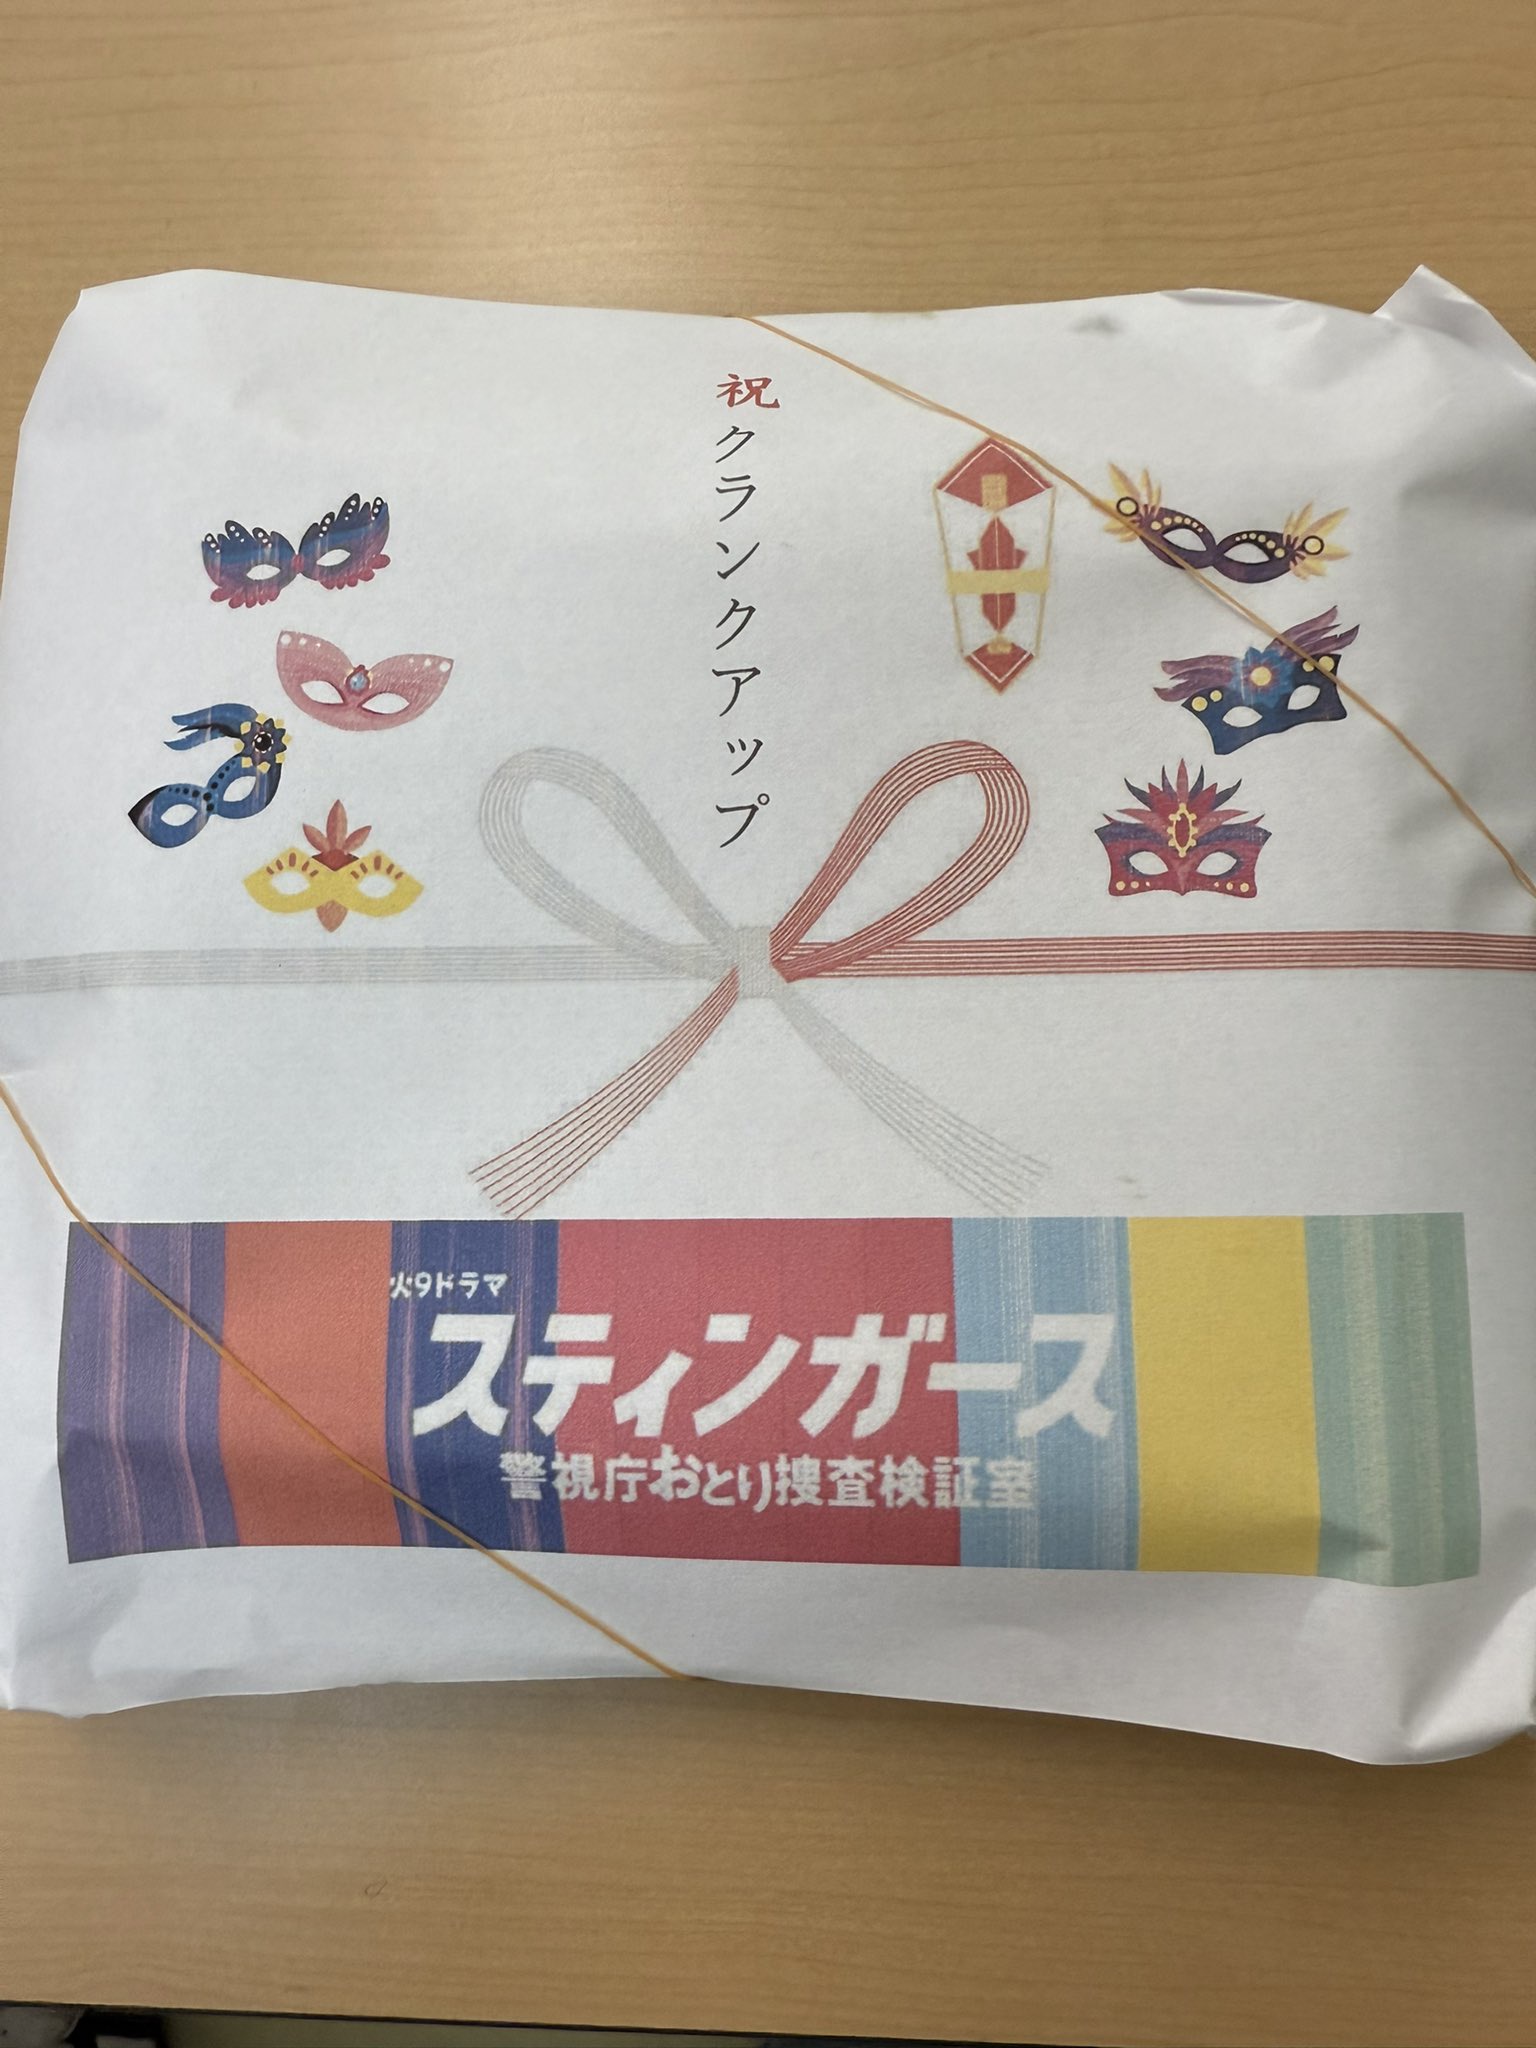 祝クランクアップ
火9ドラマ
スティンガース
警視庁おとり捜査検証室